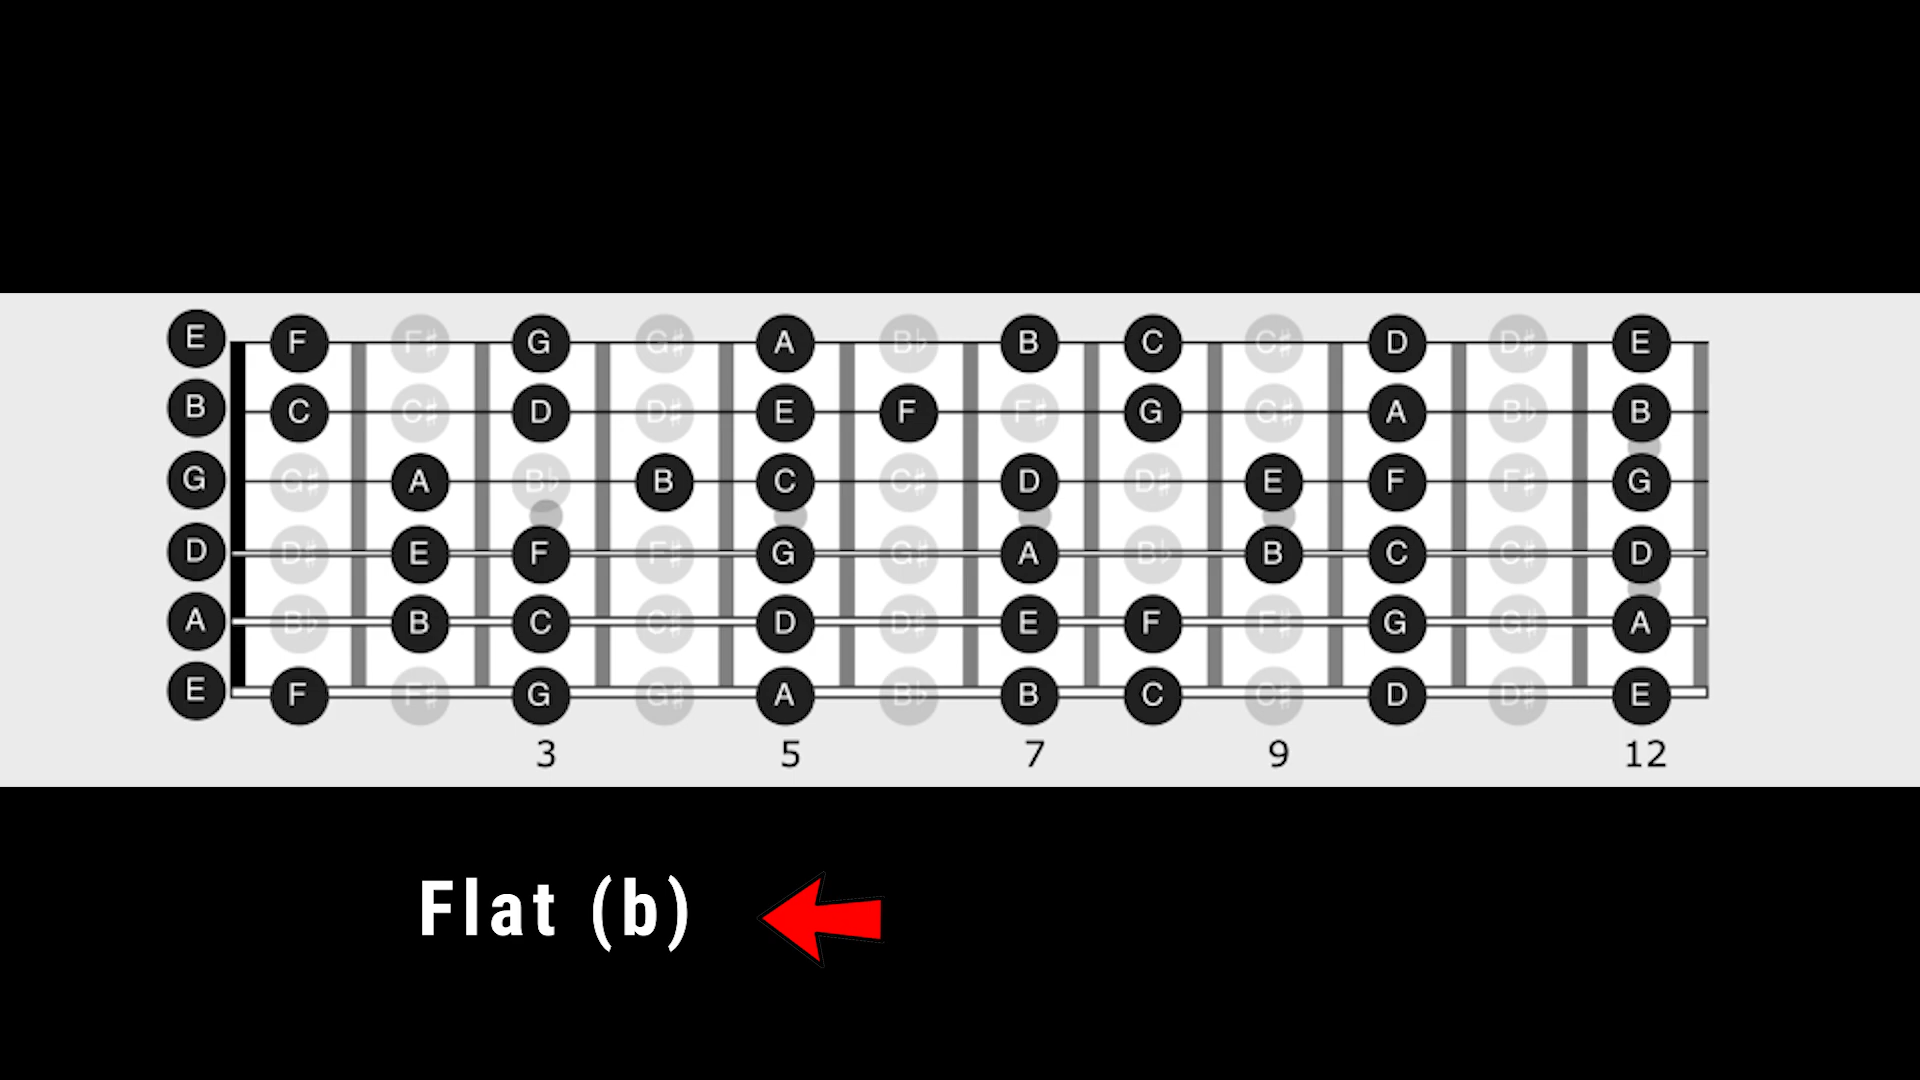 E F F♯ G G♯ A B♭ B C C♯ D D♯ E
B C C♯ D D♯ E F F♯ G G♯ A B♭ B
G G♯ A B♭ B C C♯ D D♯ E F F♯ G
D D♯ E F F♯ G G♯ A B♭ B C C♯ D
A B♭ B C C♯ D D♯ E F F♯ G G♯ A
E F F♯ G G♯ A B♭ B C C♯ D D♯ E
3 5 7 9 12
Flat (b)